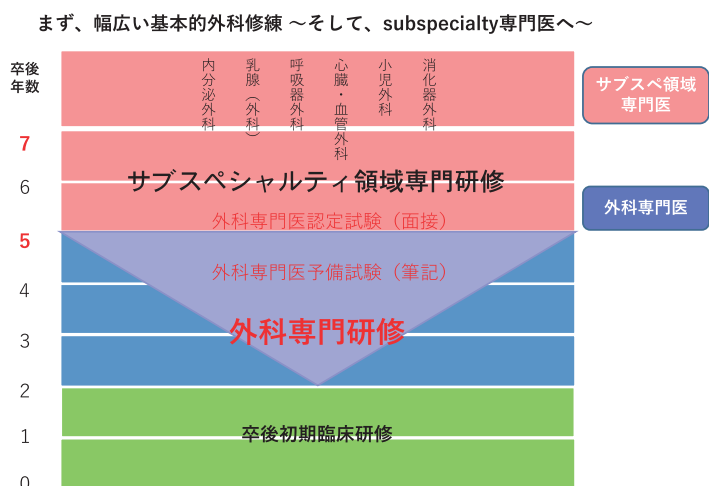 まず、幅広い基本的外科修練 ～そして、subspecialty専門医へ～
卒後
年数
内分泌外科
乳腺（外科）
呼吸器外科
心臓・血管外科
小児外科
消化器外科
サブスペ領域
専門医
7
サブスペシャルティ領域専門研修
6
外科専門医
外科専門医認定試験（面接）
5
外科専門医予備試験（筆記）
4
外科専門研修
3
2
卒後初期臨床研修
1
0